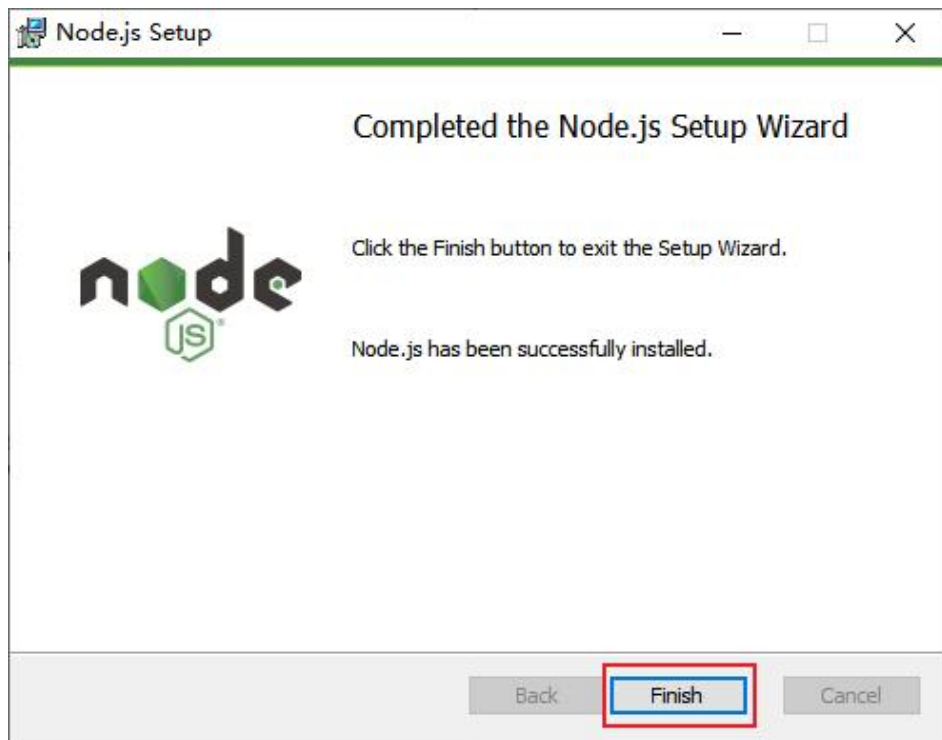 Node.js Setup
Completed the Node.js Setup Wizard
Click the Finish button to exit the Setup Wizard.
node
JS
Node.js has been successfully installed.
Back
Finish
Cancel